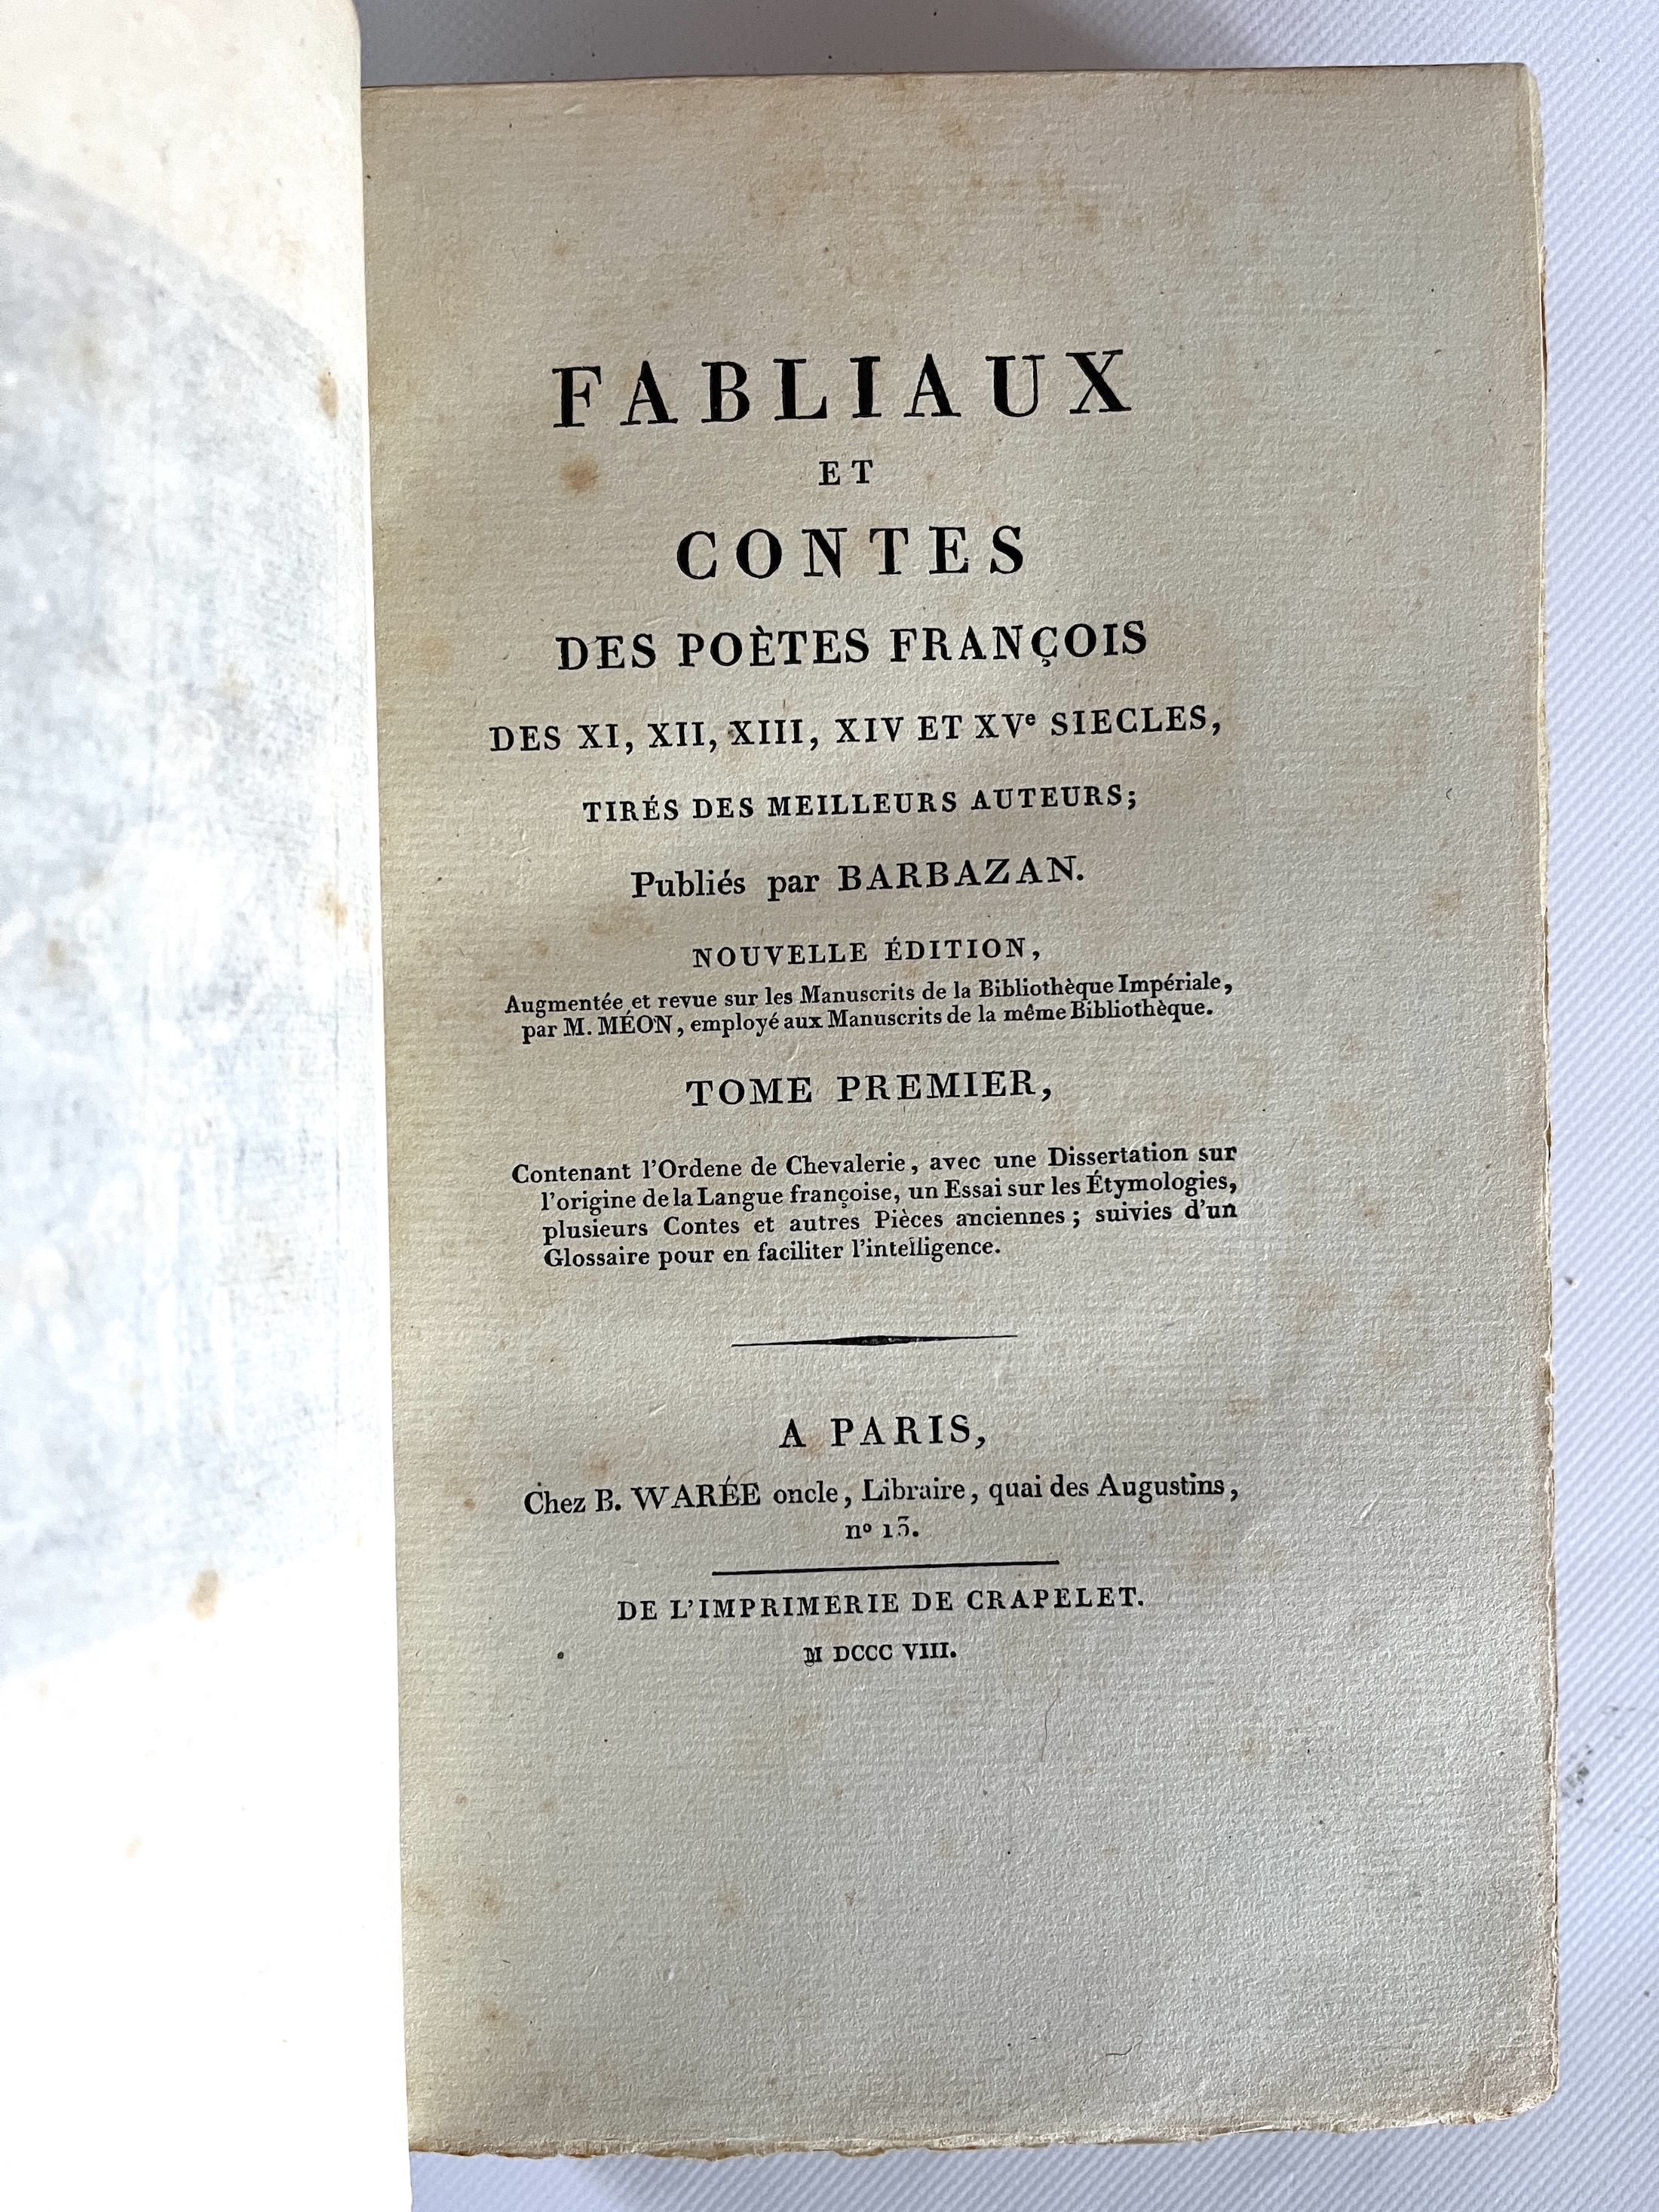 FABLIAUX
ET
CONTES
DES POÈTES FRANÇOIS
DES XI, XII, XIII, XIV ET XVe SIECLES,
TIRÉS DES MEILLEURS AUTEURS;
Publiés par BARBAZAN.
NOUVELLE ÉDITION,
Augmentée et revue sur les Manuscrits de la Bibliothèque Impériale,
par M. MÉON, employé aux Manuscrits de la même Bibliothèque.
TOME PREMIER,
Contenant l'Ordene de Chevalerie, avec une Dissertation sur
l'origine de la Langue françoise, un Essai sur les Étymologies,
plusieurs Contes et autres Pièces anciennes; suivies d'un
Glossaire pour en faciliter l'intelligence.
A PARIS,
Chez B. WARÉE oncle, Libraire, quai des Augustins,
nº 13.
DE L'IMPRIMERIE DE CRAPELET.
M DCCC VIII.